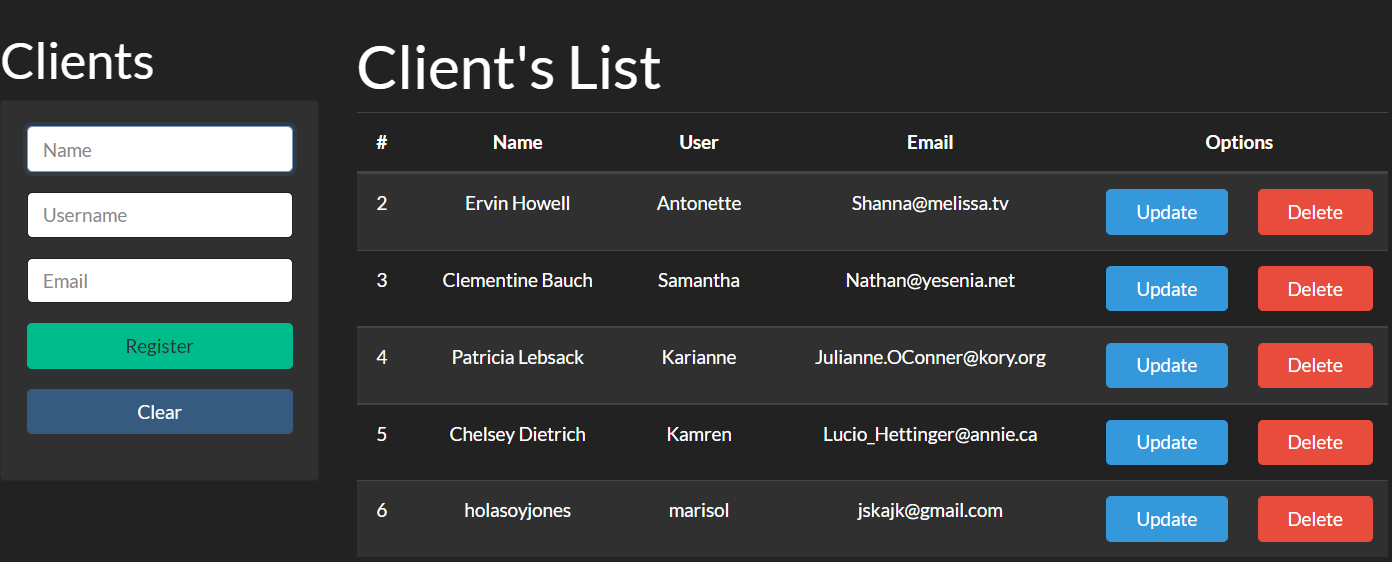 Clients
Name
Username
Email
Register
Clear
Client's List
# Name User Email Options
2 Ervin Howell Antonette Shanna@melissa.tv Update Delete
3 Clementine Bauch Samantha Nathan@yesenia.net Update Delete
4 Patricia Lebsack Karianne Julianne.OConner@kory.org Update Delete
5 Chelsey Dietrich Kamren Lucio_Hettinger@annie.ca Update Delete
6 holasoyjones marisol jskajk@gmail.com Update Delete